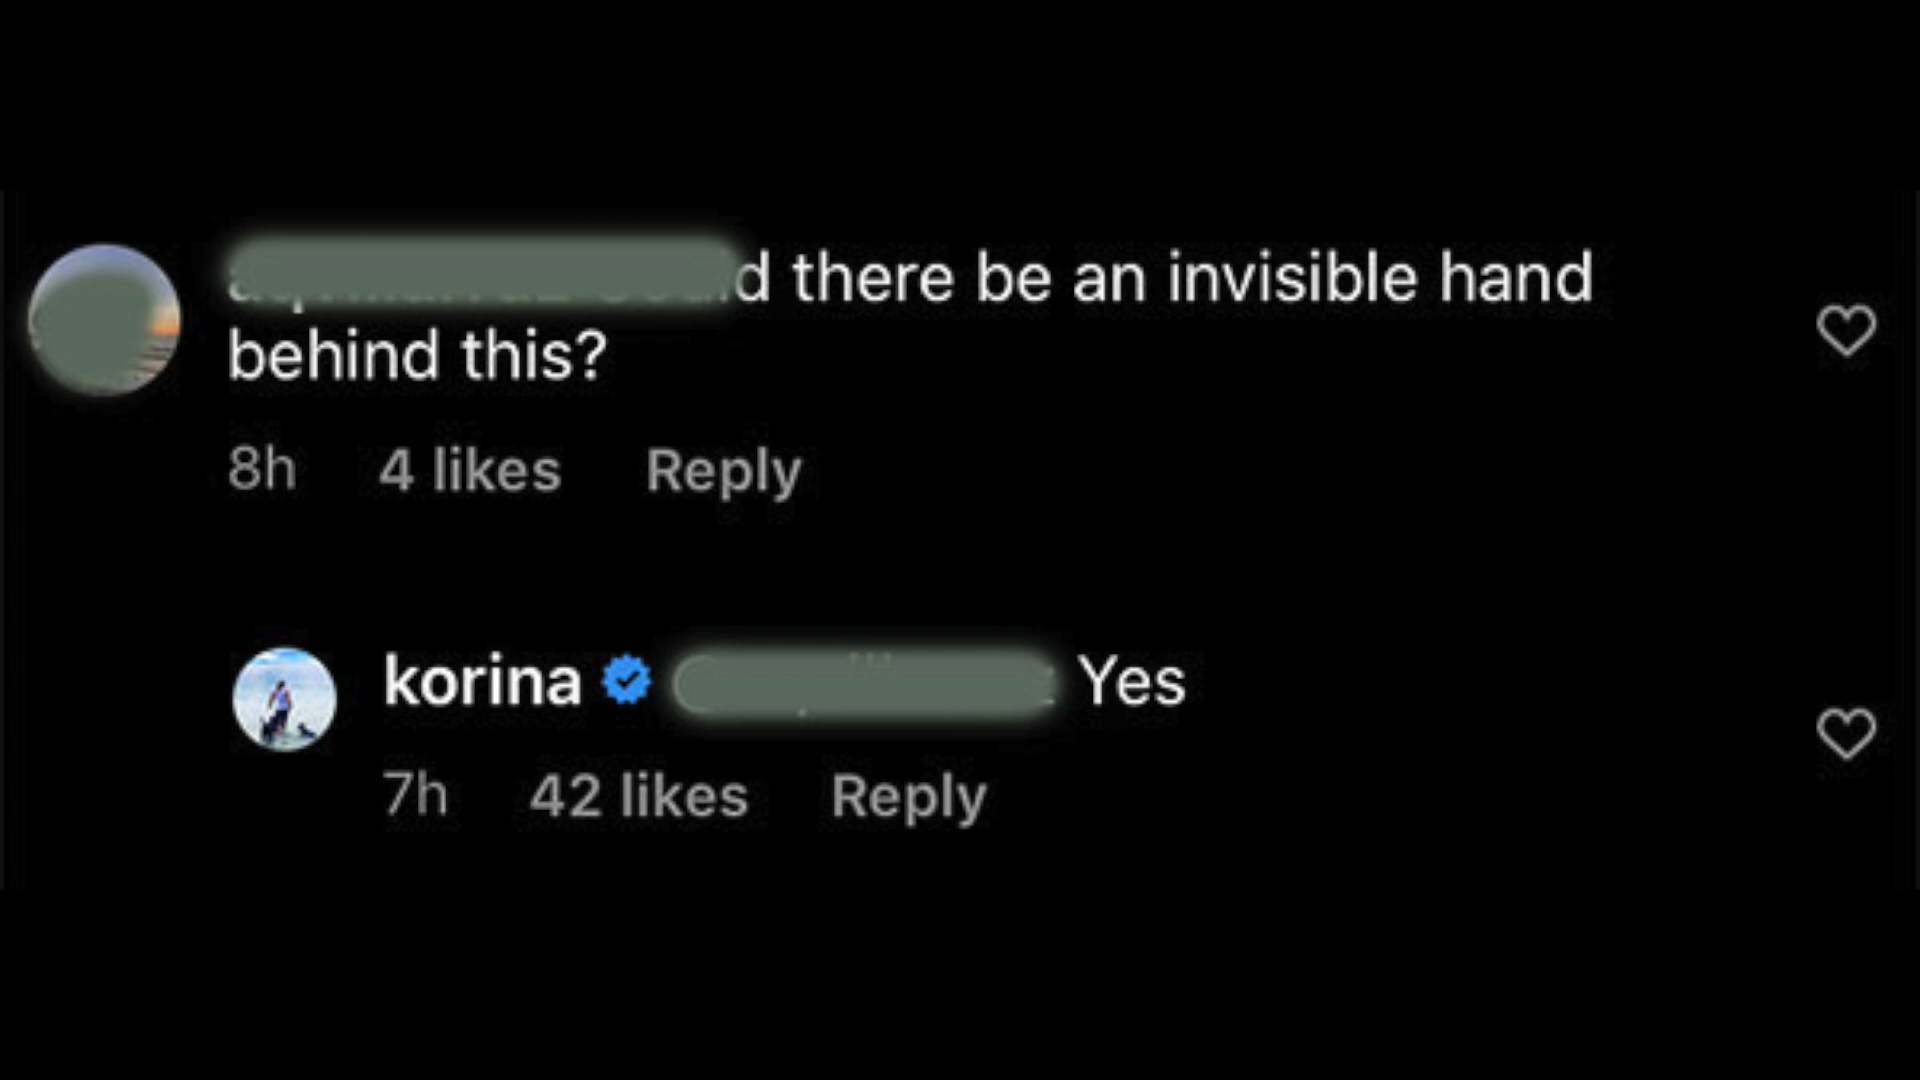 there be an invisible hand
behind this?
8h 4 likes Reply
korina Yes
7h 42 likes Reply